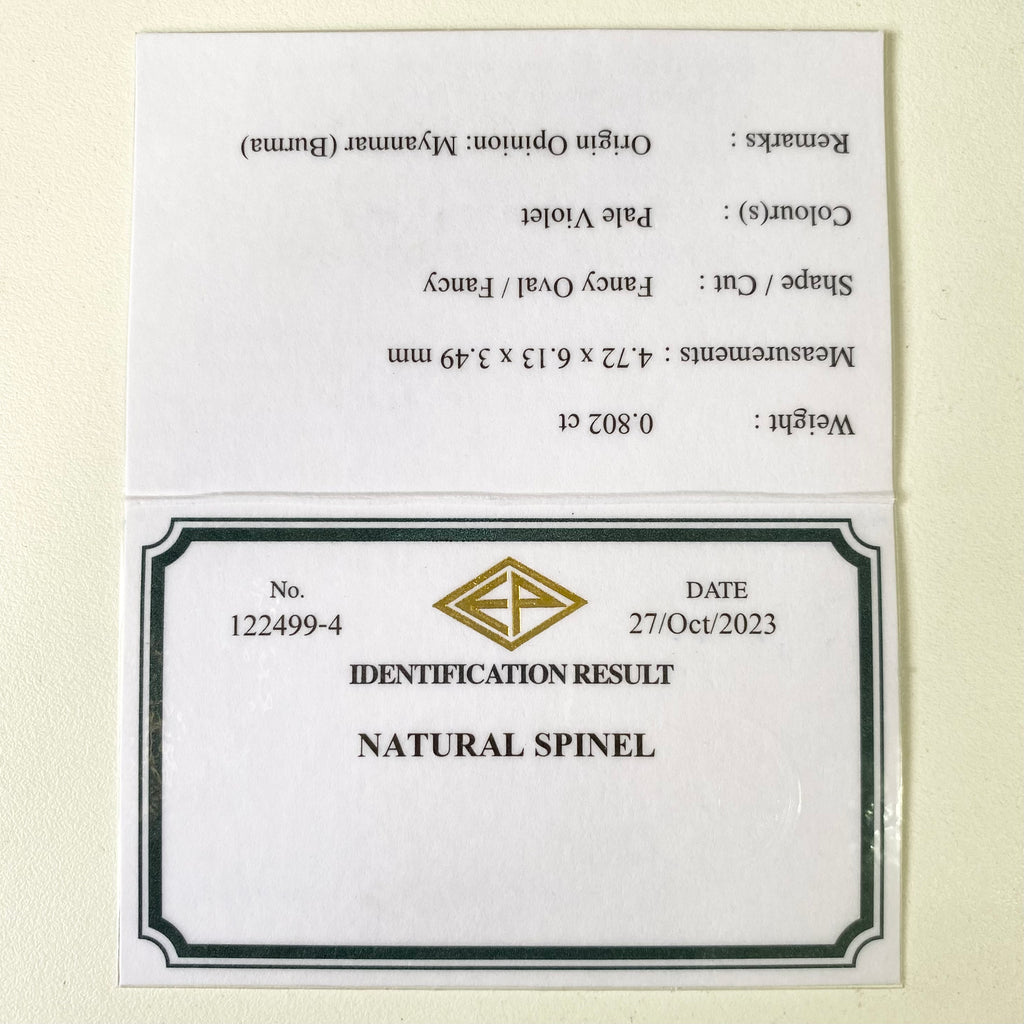 Weight : 0.802 ct
Measurements : 4.72 x 6.13 x 3.49 mm
Shape / Cut : Fancy Oval / Fancy
Colour(s) : Pale Violet
Remarks : Origin Opinion: Myanmar (Burma)
No. EP DATE
122499-4 27/Oct/2023
IDENTIFICATION RESULT
NATURAL SPINEL